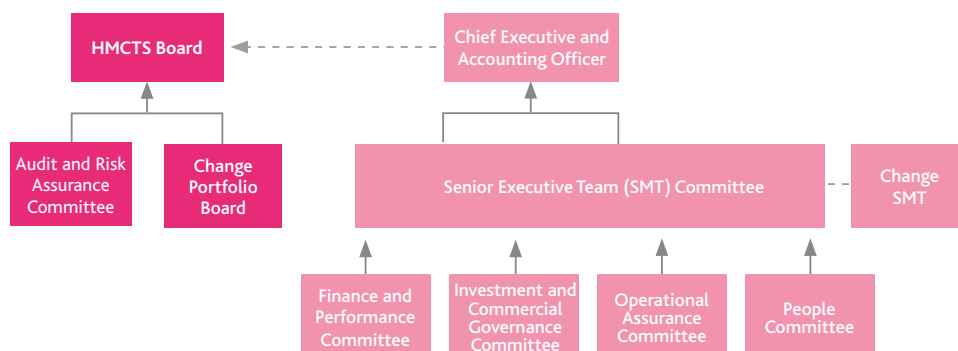 HMCTS Board
Chief Executive and
Accounting Officer
Audit and Risk
Assurance
Committee
Change
Portfolio
Board
Senior Executive Team (SMT) Committee
Change
SMT
Finance and
Performance
Committee
Investment and
Commercial
Governance
Committee
Operational
Assurance
Committee
People
Committee